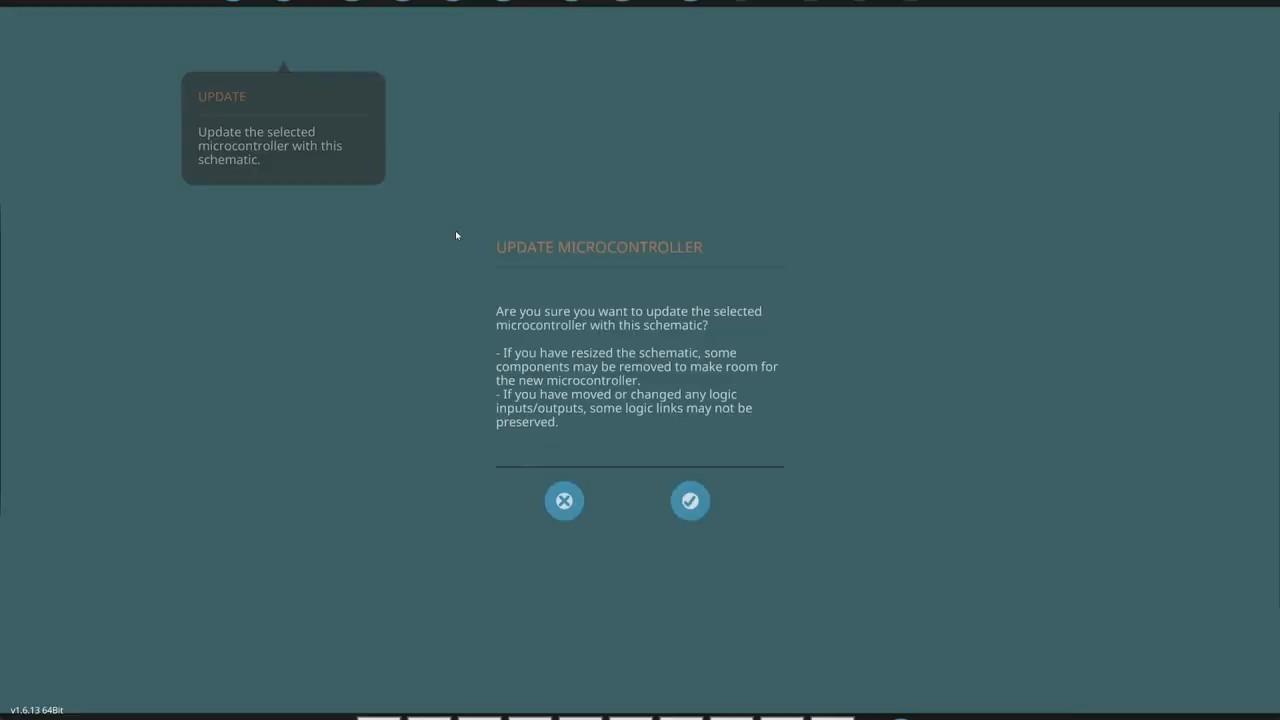 UPDATE
Update the selected
microcontroller with this
schematic.
UPDATE MICROCONTROLLER
Are you sure you want to update the selected
microcontroller with this schematic?
- If you have resized the schematic, some
components may be removed to make room for
the new microcontroller.
- If you have moved or changed any logic
inputs/outputs, some logic links may not be
preserved.
v1.6.13 64Bit